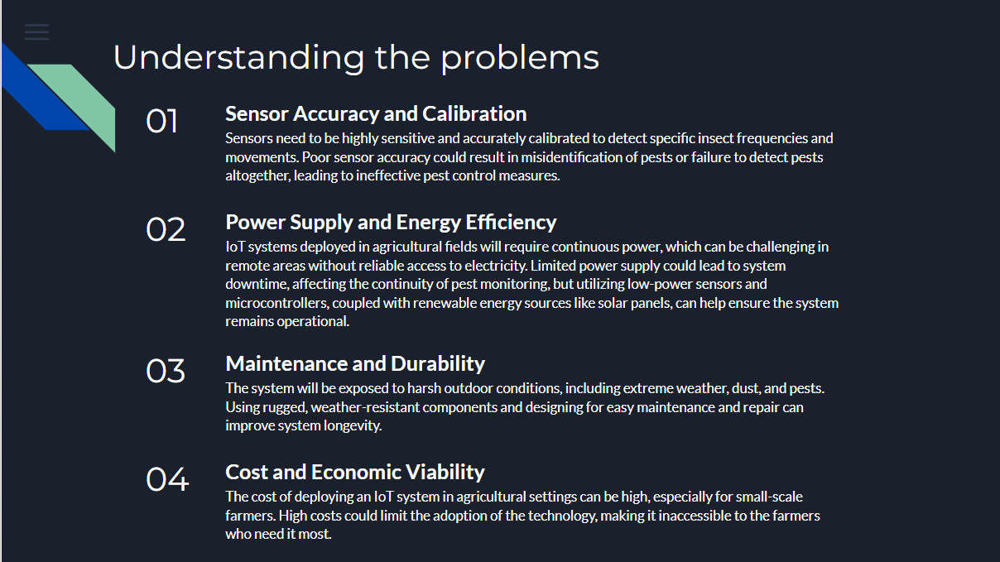 Understanding the problems
01
Sensor Accuracy and Calibration
Sensors need to be highly sensitive and accurately calibrated to detect specific insect frequencies and
movements. Poor sensor accuracy could result in misidentification of pests or failure to detect pests
altogether, leading to ineffective pest control measures.
02
Power Supply and Energy Efficiency
IoT systems deployed in agricultural fields will require continuous power, which can be challenging in
remote areas without reliable access to electricity. Limited power supply could lead to system
downtime, affecting the continuity of pest monitoring, but utilizing low-power sensors and
microcontrollers, coupled with renewable energy sources like solar panels, can help ensure the system
remains operational.
03
Maintenance and Durability
The system will be exposed to harsh outdoor conditions, including extreme weather, dust, and pests.
Using rugged, weather-resistant components and designing for easy maintenance and repair can
improve system longevity.
04
Cost and Economic Viability
The cost of deploying an IoT system in agricultural settings can be high, especially for small-scale
farmers. High costs could limit the adoption of the technology, making it inaccessible to the farmers
who need it most.